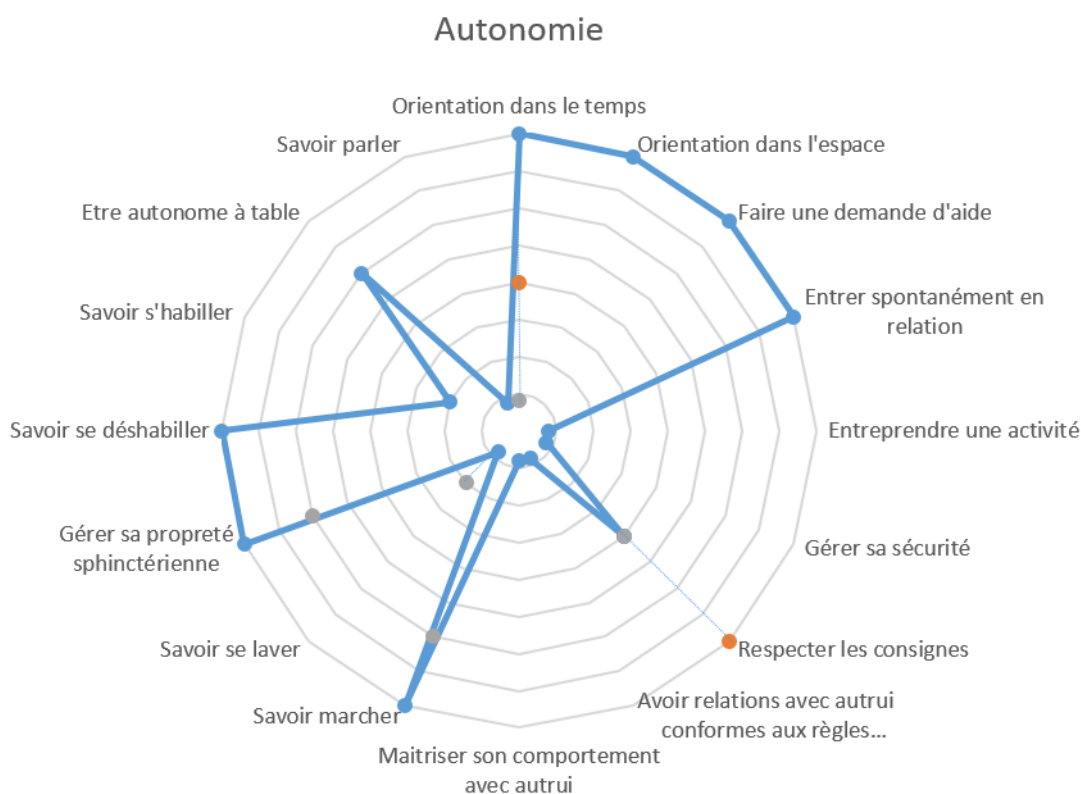 Autonomie
Orientation dans le temps
Orientation dans l'espace
Faire une demande d'aide
Entrer spontanément en
relation
Entreprendre une activité
Gérer sa sécurité
Respecter les consignes
Avoir relations avec autrui
conformes aux règles...
Maitriser son comportement
avec autrui
Savoir marcher
Savoir se laver
Gérer sa propreté
sphinctérienne
Savoir se déshabiller
Savoir s'habiller
Etre autonome à table
Savoir parler